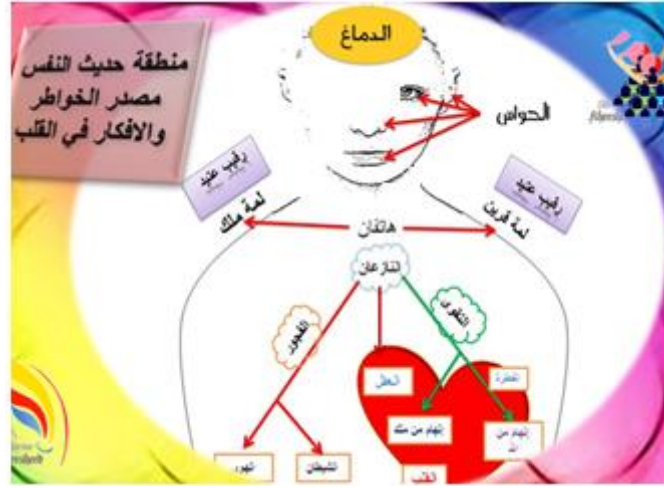 الدماغ
منطقة حديث النفس
مصدر الخواطر
والافكار في القلب
الحواس
رقيب عتيد
رقيب عتيد
لمة ملك
هاتفان
لمة قرين
النازعان
الفجور
التقوى
العقل
الفطرة
إلهام من ملك
إلهام من
الله
الهوى
الشيطان
القلب